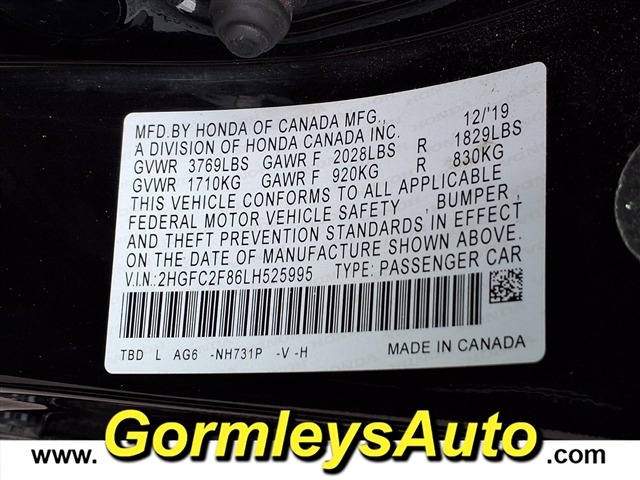 MFD.BY HONDA OF CANADA MFG., 12/'19
A DIVISION OF HONDA CANADA INC.
GVWR 3769LBS GAWR F 2028LBS R 1829LBS
GVWR 1710KG GAWR F 920KG R 830KG
THIS VEHICLE CONFORMS TO ALL APPLICABLE
FEDERAL MOTOR VEHICLE SAFETY , BUMPER ,
AND THEFT PREVENTION STANDARDS IN EFFECT
ON THE DATE OF MANUFACTURE SHOWN ABOVE.
V.I.N.: 2HGFC2F86LH525995 TYPE: PASSENGER CAR
TBD L AG6 -NH731P -V -H MADE IN CANADA
www. GormleysAuto .com